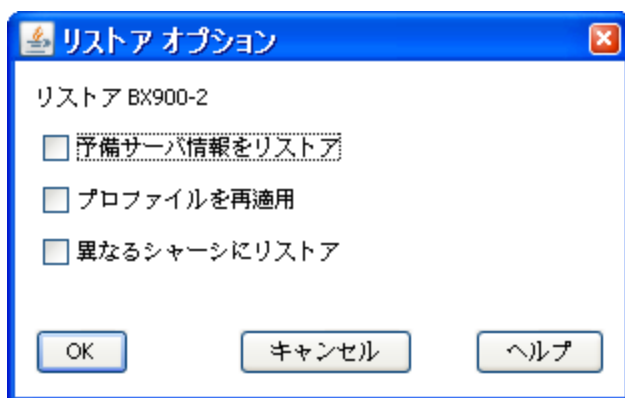 リストア オプション
リストア BX900-2
予備サーバ情報をリストア
プロファイルを再適用
異なるシャーシにリストア
OK キャンセル ヘルプ